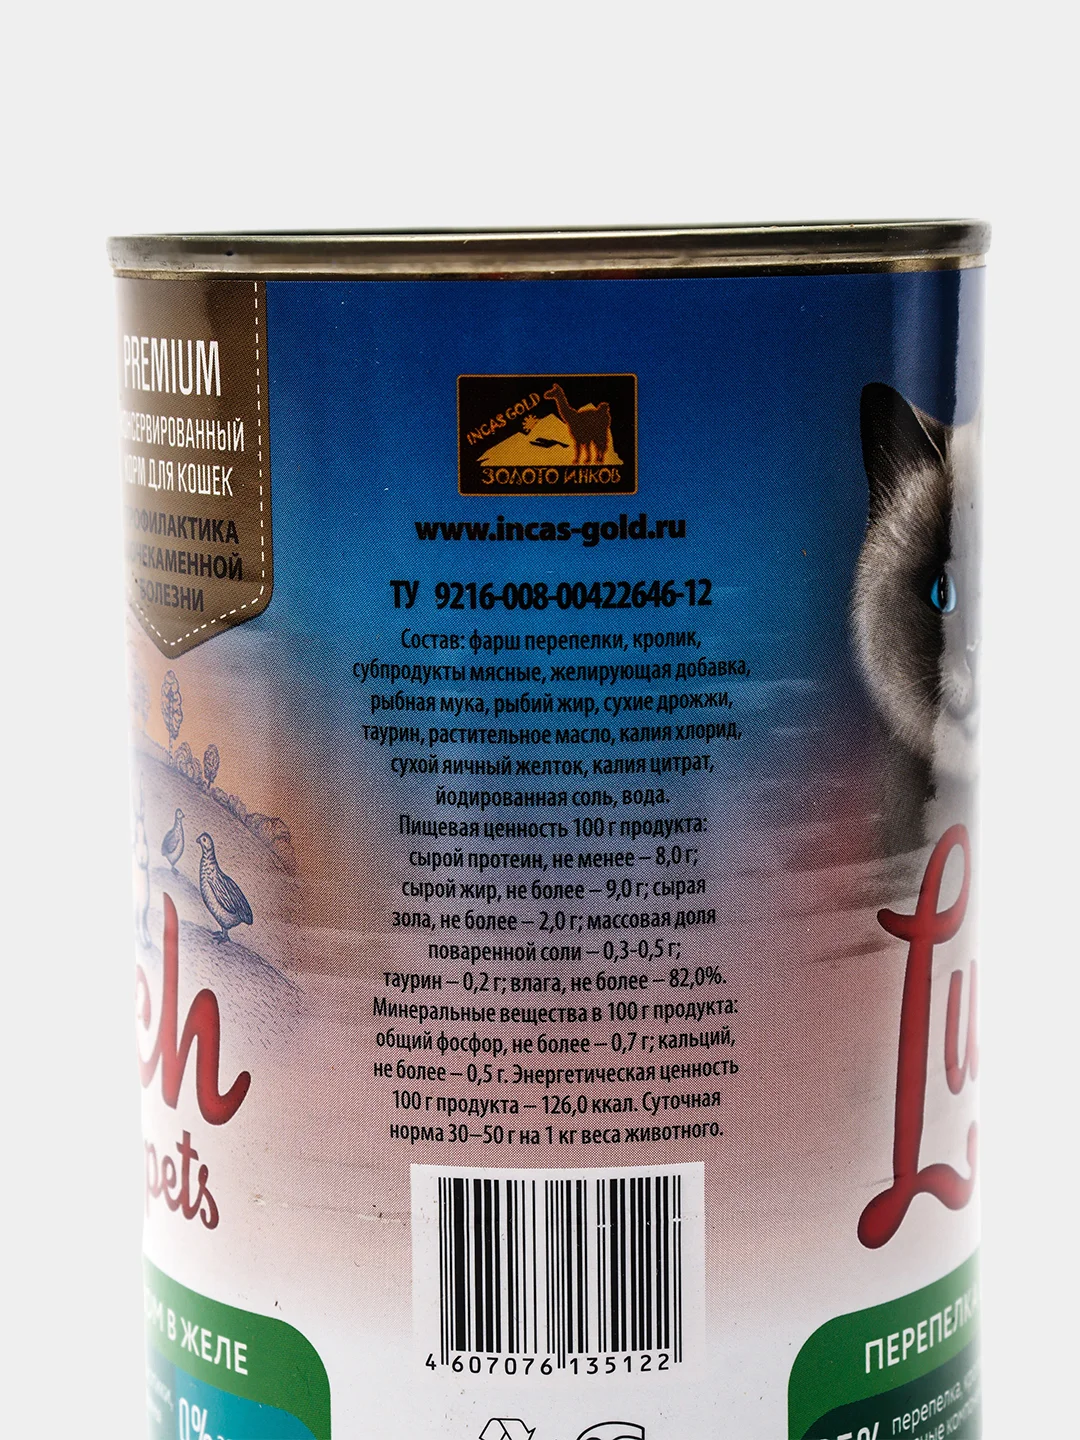 PREMIUM
КОРМ ДЛЯ КОШЕК
INCAS GOLD
ЗОЛОТО ИНКОВ
www.incas-gold.ru
ТУ 9216-008-00422646-12
Состав: фарш перепелки, кролик,
субпродукты мясные, желирующая добавка,
рыбная мука, рыбий жир, сухие дрожжи,
таурин, растительное масло, калия хлорид,
сухой яичный желток, калия цитрат,
йодированная соль, вода.
Пищевая ценность 100 г продукта:
сырой протеин, не менее – 8,0 г;
сырой жир, не более – 9,0 г; сырая
зола, не более – 2,0 г; массовая доля
поваренной соли – 0,3-0,5 г;
таурин – 0,2 г; влага, не более – 82,0%.
Минеральные вещества в 100 г продукта:
общий фосфор, не более – 0,7 г; кальций,
не более – 0,5 г. Энергетическая ценность
100 г продукта – 126,0 ккал. Суточная
норма 30–50 г на 1 кг веса животного.
4 607076 135122
pets
В ЖЕЛЕ
0%
ПЕРЕПЕЛКА
перепелка,